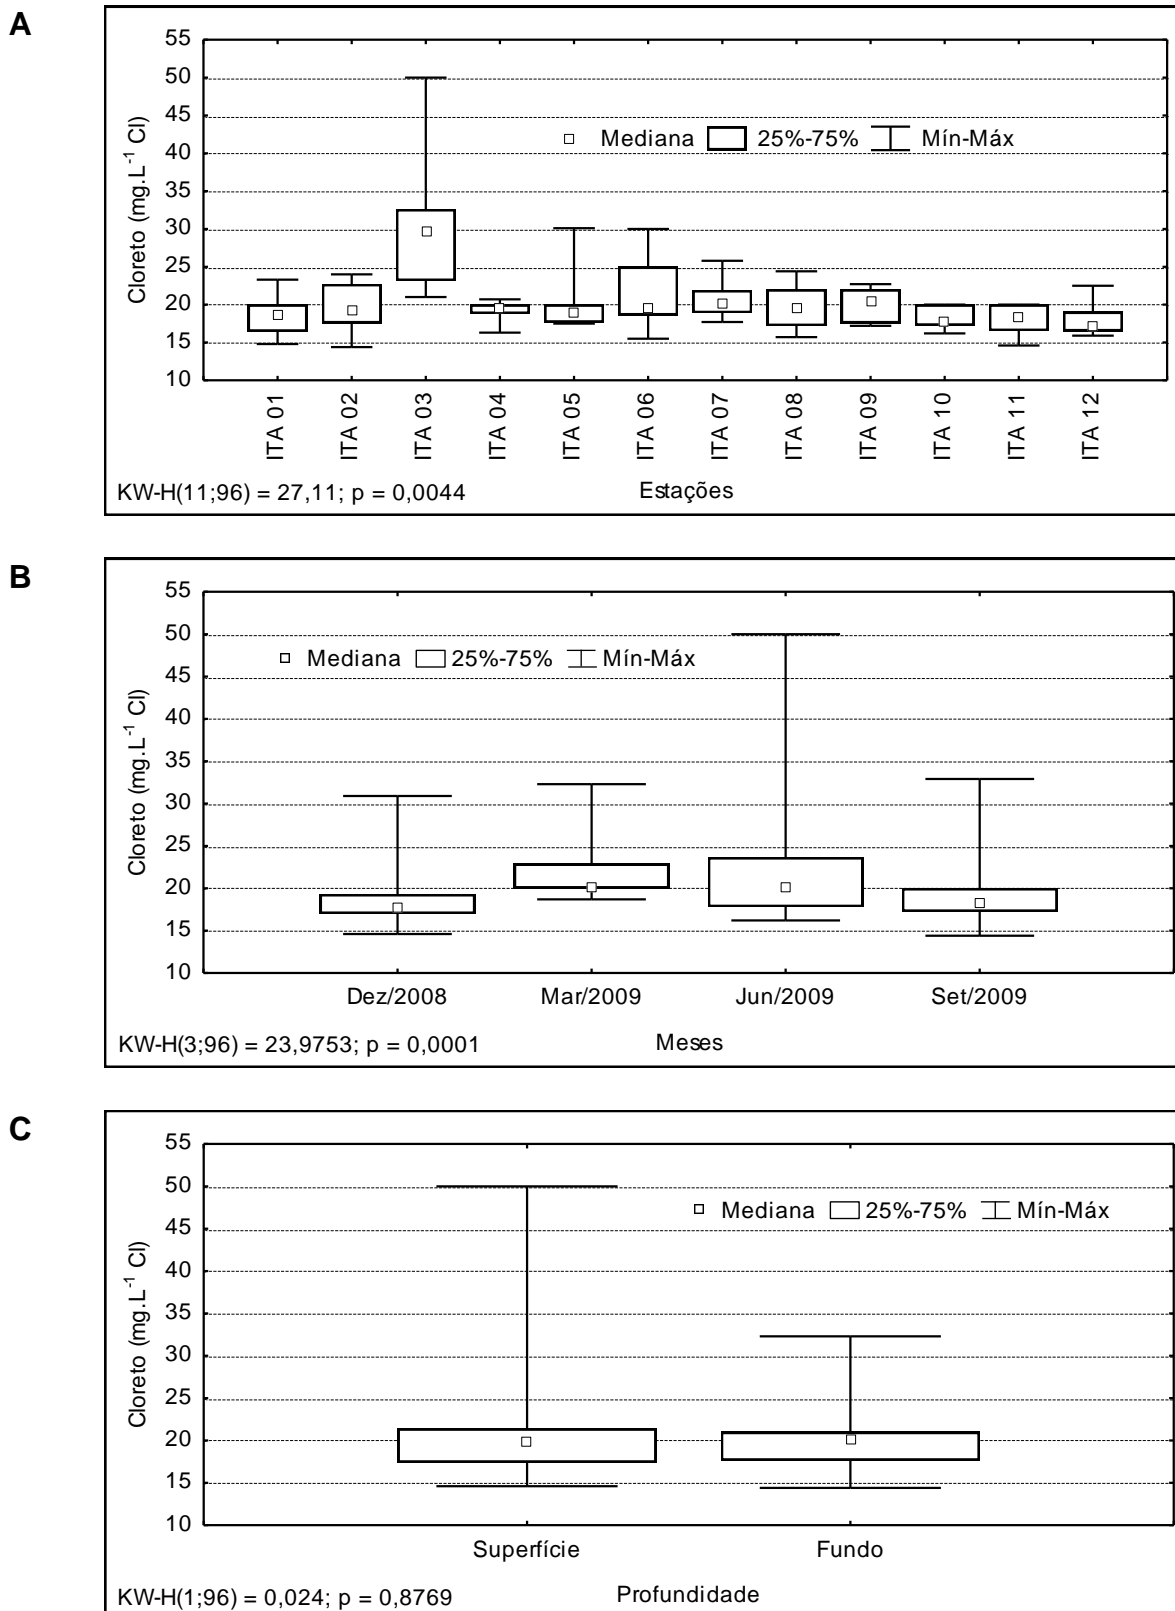 A
55
50
45
40
35
30
25
20
15
10
Cloreto (mg.L⁻¹ Cl)
Mediana 25%-75% Mín-Máx
ITA 01
ITA 02
ITA 03
ITA 04
ITA 05
ITA 06
ITA 07
ITA 08
ITA 09
ITA 10
ITA 11
ITA 12
KW-H(11;96) = 27,11; p = 0,0044
Estações
B
55
50
45
40
35
30
25
20
15
10
Cloreto (mg.L⁻¹ Cl)
Mediana 25%-75% Mín-Máx
Dez/2008 Mar/2009 Jun/2009 Set/2009
KW-H(3;96) = 23,9753; p = 0,0001
Meses
C
55
50
45
40
35
30
25
20
15
10
Cloreto (mg.L⁻¹ Cl)
Mediana 25%-75% Mín-Máx
Superfície Fundo
KW-H(1;96) = 0,024; p = 0,8769
Profundidade